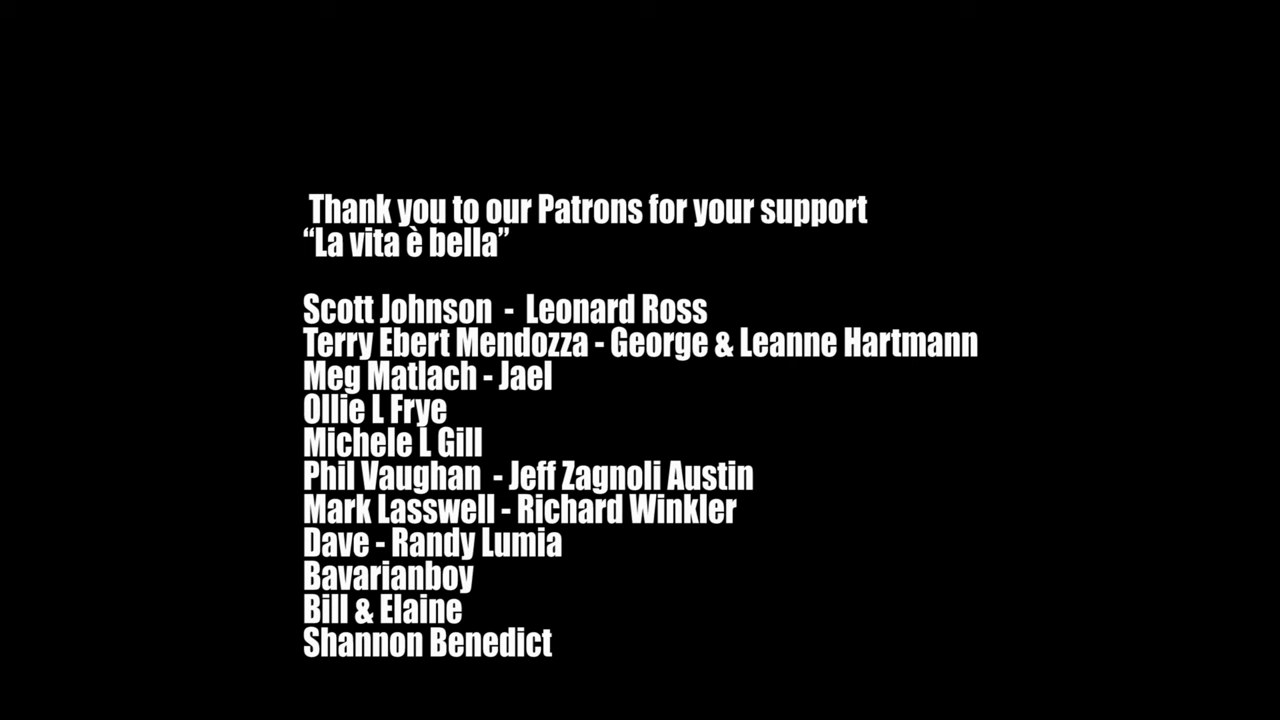 Thank you to our Patrons for your support
“La vita è bella”
Scott Johnson - Leonard Ross
Terry Ebert Mendozza - George & Leanne Hartmann
Meg Matlach - Jael
Ollie L Frye
Michele L Gill
Phil Vaughan - Jeff Zagnoli Austin
Mark Lasswell - Richard Winkler
Dave - Randy Lumia
Bavarianboy
Bill & Elaine
Shannon Benedict